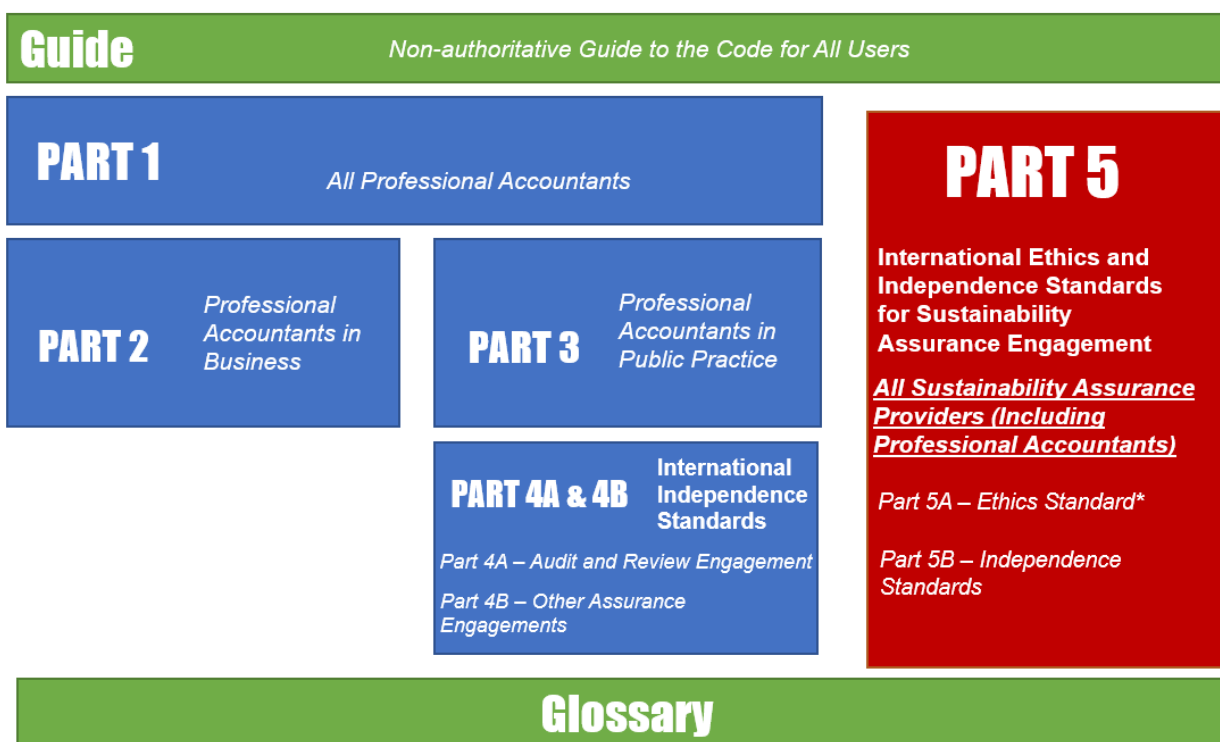 Guide
Non-authoritative Guide to the Code for All Users
PART 1
All Professional Accountants
PART 2
Professional
Accountants in
Business
PART 3
Professional
Accountants in
Public Practice
PART 4A & 4B
International
Independence
Standards
Part 4A – Audit and Review Engagement
Part 4B – Other Assurance
Engagements
PART 5
International Ethics and
Independence Standards
for Sustainability
Assurance Engagement
All Sustainability Assurance
Providers (Including
Professional Accountants)
Part 5A – Ethics Standard*
Part 5B – Independence
Standards
Glossary